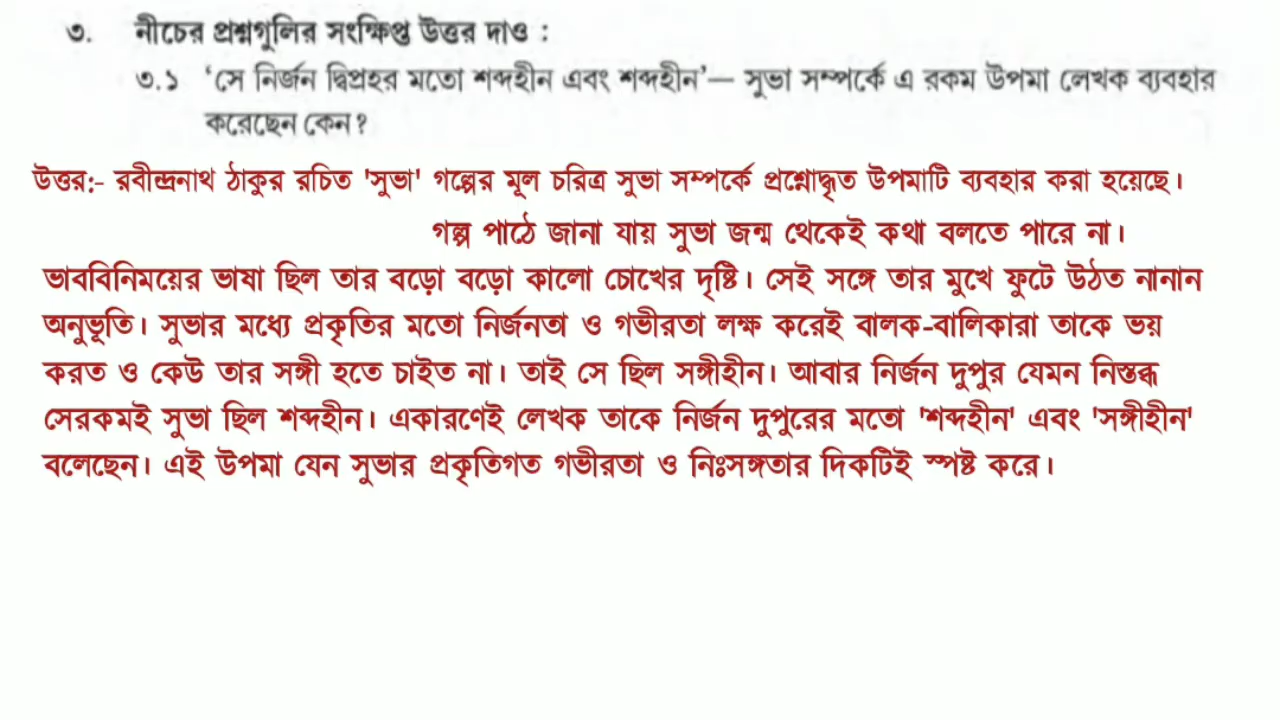 ৩. নীচের প্রশ্নগুলির সংক্ষিপ্ত উত্তর দাও :
৩.১ ‘সে নির্জন দ্বিপ্রহর মতো শব্দহীন এবং শব্দহীন’— সুভা সম্পর্কে এ রকম উপমা লেখক ব্যবহার
করেছেন কেন?
উত্তর:- রবীন্দ্রনাথ ঠাকুর রচিত 'সুভা' গল্পের মূল চরিত্র সুভা সম্পর্কে প্রশ্নোদ্ধৃত উপমাটি ব্যবহার করা হয়েছে।
গল্প পাঠে জানা যায় সুভা জন্ম থেকেই কথা বলতে পারে না।
ভাববিনিময়ের ভাষা ছিল তার বড়ো বড়ো কালো চোখের দৃষ্টি। সেই সঙ্গে তার মুখে ফুটে উঠত নানান
অনুভূতি। সুভার মধ্যে প্রকৃতির মতো নির্জনতা ও গভীরতা লক্ষ করেই বালক-বালিকারা তাকে ভয়
করত ও কেউ তার সঙ্গী হতে চাইত না। তাই সে ছিল সঙ্গীহীন। আবার নির্জন দুপুর যেমন নিস্তব্ধ
সেরকমই সুভা ছিল শব্দহীন। একারণেই লেখক তাকে নির্জন দুপুরের মতো 'শব্দহীন' এবং 'সঙ্গীহীন'
বলেছেন। এই উপমা যেন সুভার প্রকৃতিগত গভীরতা ও নিঃসঙ্গতার দিকটিই স্পষ্ট করে।